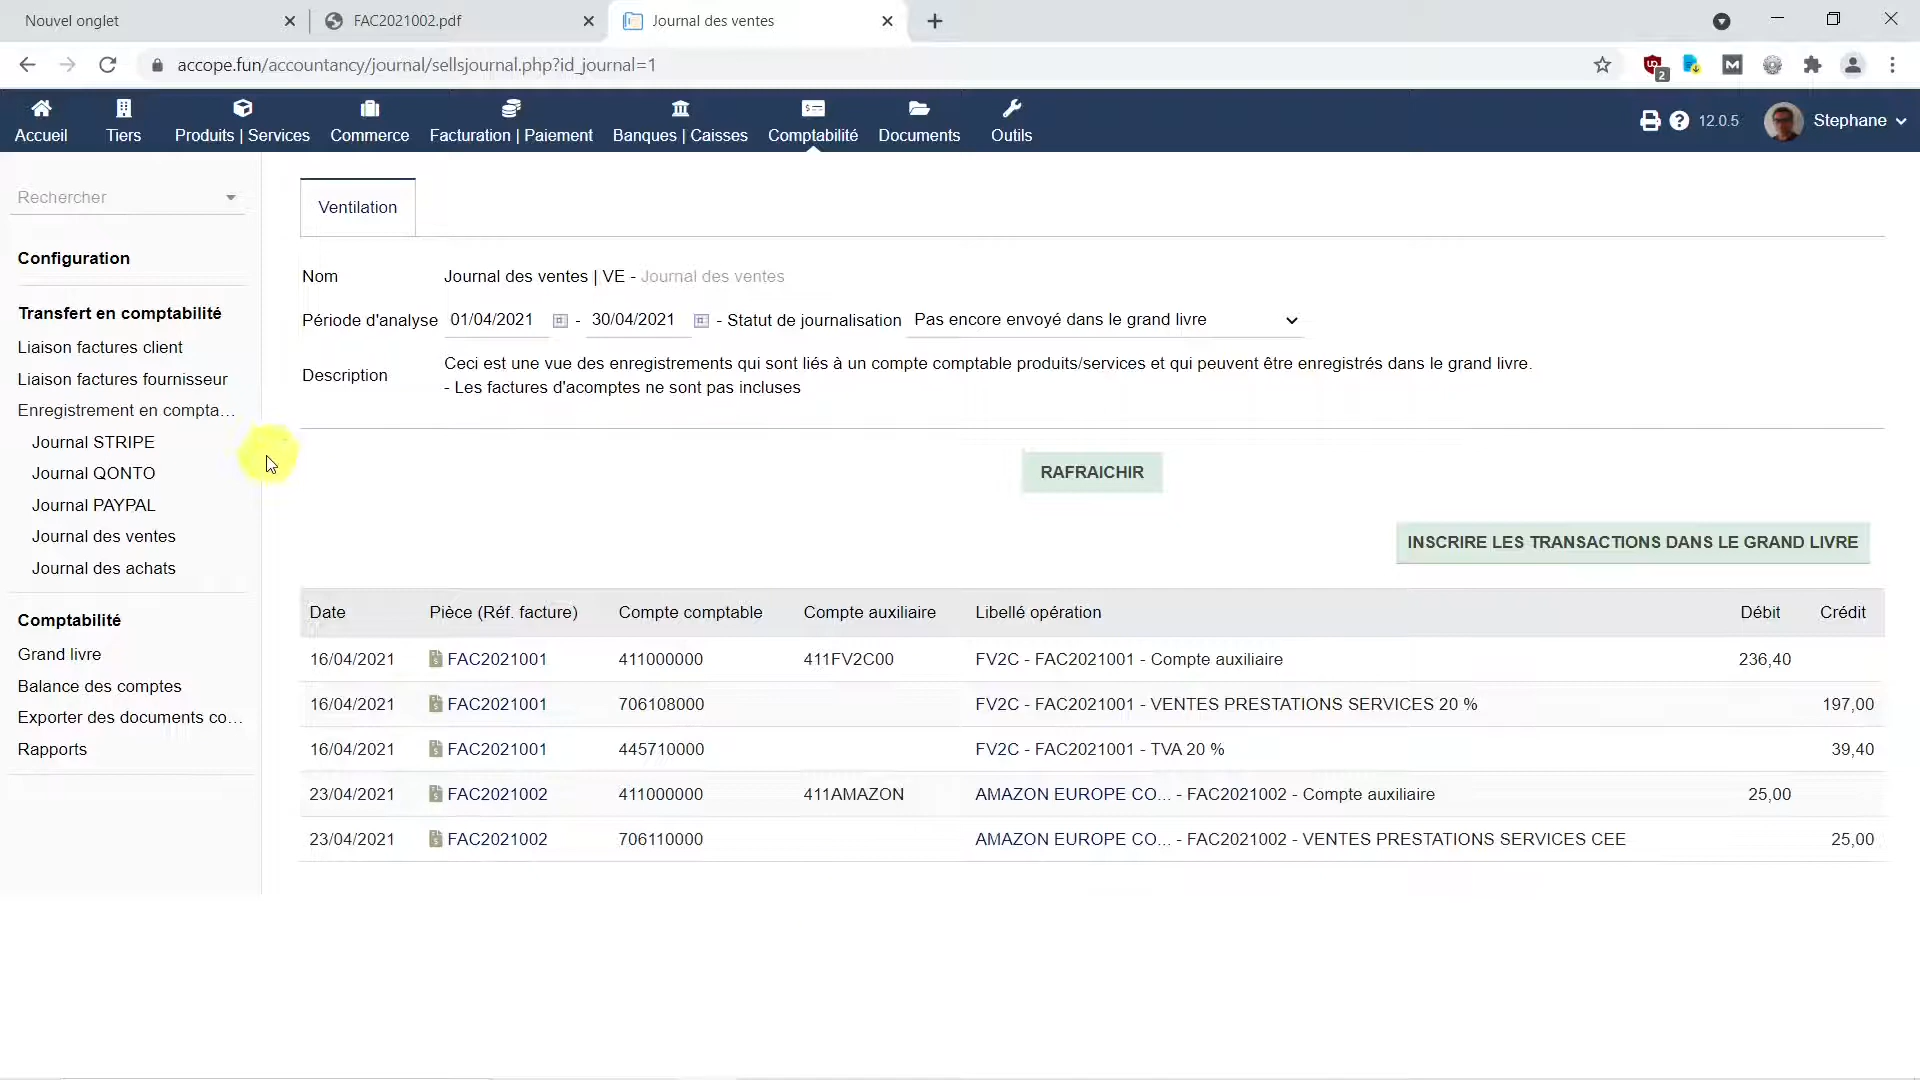 Nouvel onglet
FAC2021002.pdf
Journal des ventes
accope.fun/accountancy/journal/sellsjournal.php?id_journal=1
2
Accueil
Tiers
Produits | Services
Commerce
Facturation | Paiement
Banques | Caisses
Comptabilité
Documents
Outils
12.0.5
Stephane
Rechercher
Configuration
Transfert en comptabilité
Liaison factures client
Liaison factures fournisseur
Enregistrement en compta...
Journal STRIPE
Journal QONTO
Journal PAYPAL
Journal des ventes
Journal des achats
Comptabilité
Grand livre
Balance des comptes
Exporter des documents co...
Rapports
Ventilation
Nom Journal des ventes | VE - Journal des ventes
Période d'analyse 01/04/2021 - 30/04/2021 - Statut de journalisation Pas encore envoyé dans le grand livre
Description Ceci est une vue des enregistrements qui sont liés à un compte comptable produits/services et qui peuvent être enregistrés dans le grand livre.
- Les factures d'acomptes ne sont pas incluses
RAFRAICHIR
INSCRIRE LES TRANSACTIONS DANS LE GRAND LIVRE
Date Pièce (Réf. facture) Compte comptable Compte auxiliaire Libellé opération Débit Crédit
16/04/2021 FAC2021001 411000000 411FV2C00 FV2C - FAC2021001 - Compte auxiliaire 236,40
16/04/2021 FAC2021001 706108000 FV2C - FAC2021001 - VENTES PRESTATIONS SERVICES 20 % 197,00
16/04/2021 FAC2021001 445710000 FV2C - FAC2021001 - TVA 20 % 39,40
23/04/2021 FAC2021002 411000000 411AMAZON AMAZON EUROPE CO... - FAC2021002 - Compte auxiliaire 25,00
23/04/2021 FAC2021002 706110000 AMAZON EUROPE CO... - FAC2021002 - VENTES PRESTATIONS SERVICES CEE 25,00